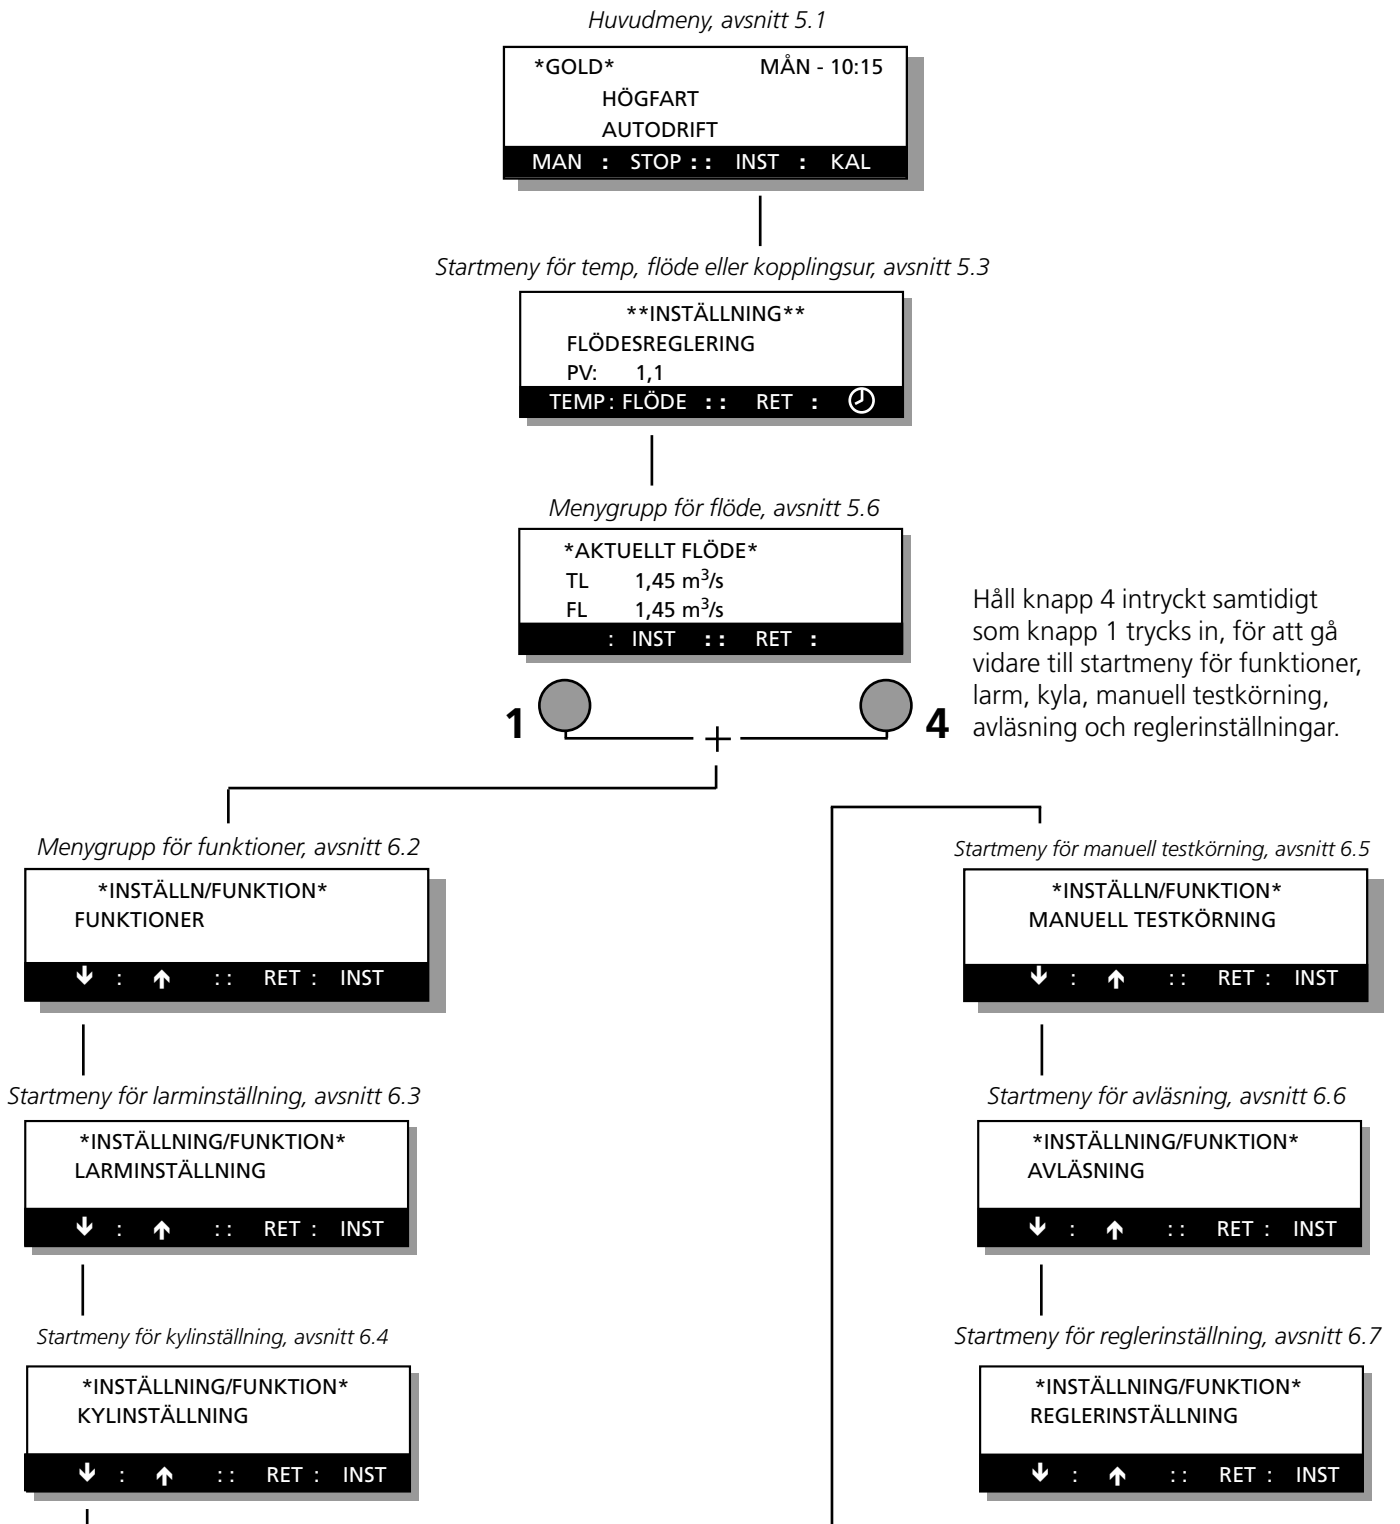 Huvudmeny, avsnitt 5.1
*GOLD* MÅN - 10:15
HÖGFART
AUTODRIFT
MAN : STOP : : INST : KAL
Startmeny för temp, flöde eller kopplingsur, avsnitt 5.3
**INSTÄLLNING**
FLÖDESREGLERING
PV: 1,1
TEMP : FLÖDE : : RET :
Menygrupp för flöde, avsnitt 5.6
*AKTUELLT FLÖDE*
TL 1,45 m³/s
FL 1,45 m³/s
: INST : : RET :
Håll knapp 4 intryckt samtidigt
som knapp 1 trycks in, för att gå
vidare till startmeny för funktioner,
larm, kyla, manuell testkörning,
avläsning och reglerinställningar.
1 + 4
Menygrupp för funktioner, avsnitt 6.2
*INSTÄLLN/FUNKTION*
FUNKTIONER
↓ : ↑ : : RET : INST
Startmeny för larminställning, avsnitt 6.3
*INSTÄLLNING/FUNKTION*
LARMINSTÄLLNING
↓ : ↑ : : RET : INST
Startmeny för kylinställning, avsnitt 6.4
*INSTÄLLNING/FUNKTION*
KYLINSTÄLLNING
↓ : ↑ : : RET : INST
Startmeny för manuell testkörning, avsnitt 6.5
*INSTÄLLN/FUNKTION*
MANUELL TESTKÖRNING
↓ : ↑ : : RET : INST
Startmeny för avläsning, avsnitt 6.6
*INSTÄLLNING/FUNKTION*
AVLÄSNING
↓ : ↑ : : RET : INST
Startmeny för reglerinställning, avsnitt 6.7
*INSTÄLLNING/FUNKTION*
REGLERINSTÄLLNING
↓ : ↑ : : RET : INST